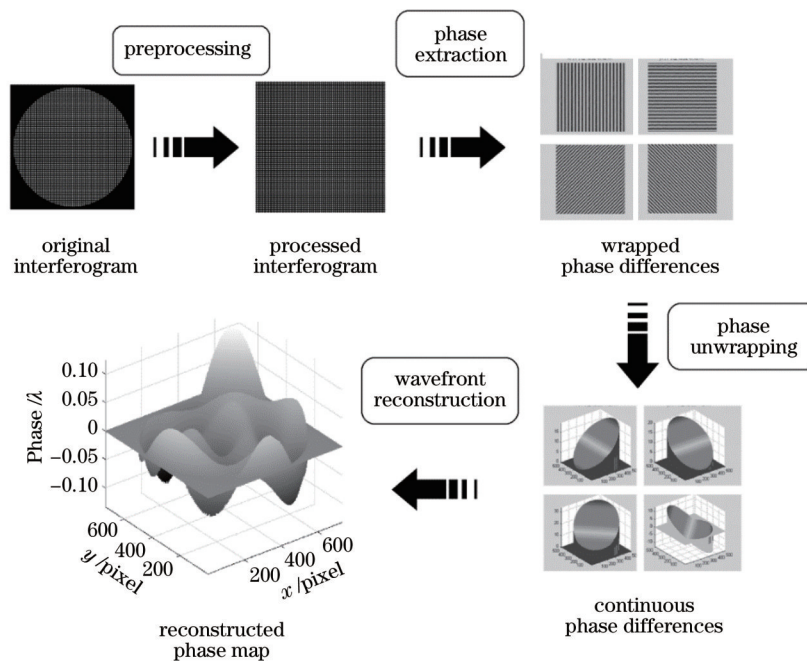 preprocessing
phase
extraction
original
interferogram
processed
interferogram
wrapped
phase differences
phase
unwrapping
wavefront
reconstruction
Phase /λ
0.10
0.05
0
−0.05
−0.10
600
400
200
y /pixel
200
400
600
x /pixel
reconstructed
phase map
continuous
phase differences